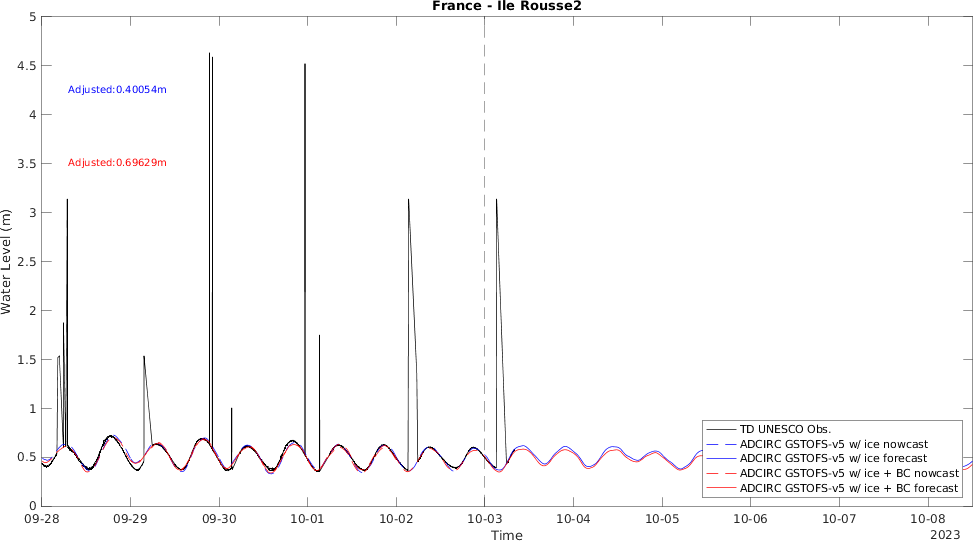 France - Ile Rousse2
5
4.5
4
3.5
3
2.5
2
1.5
1
0.5
0
Water Level (m)
Adjusted:0.40054m
Adjusted:0.69629m
TD UNESCO Obs.
ADCIRC GSTOFS-v5 w/ ice nowcast
ADCIRC GSTOFS-v5 w/ ice forecast
ADCIRC GSTOFS-v5 w/ ice + BC nowcast
ADCIRC GSTOFS-v5 w/ ice + BC forecast
09-28 09-29 09-30 10-01 10-02 10-03 10-04 10-05 10-06 10-07 10-08
2023
Time